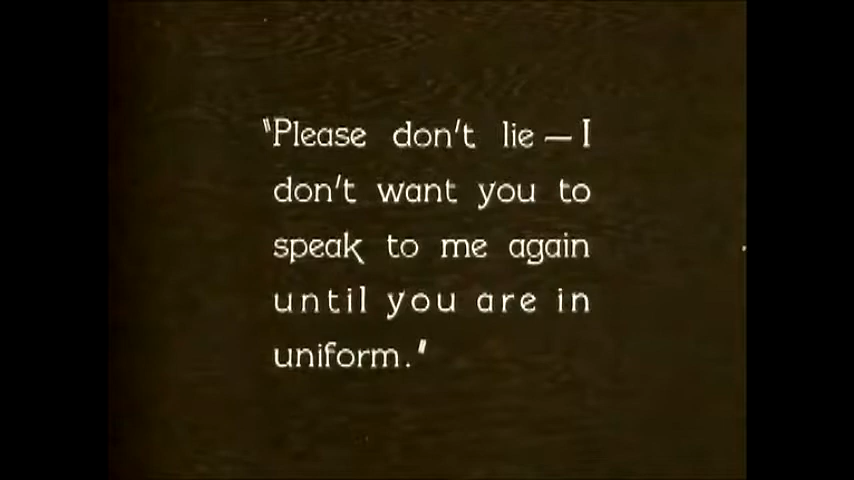 "Please don't lie — I
don't want you to
speak to me again
until you are in
uniform."